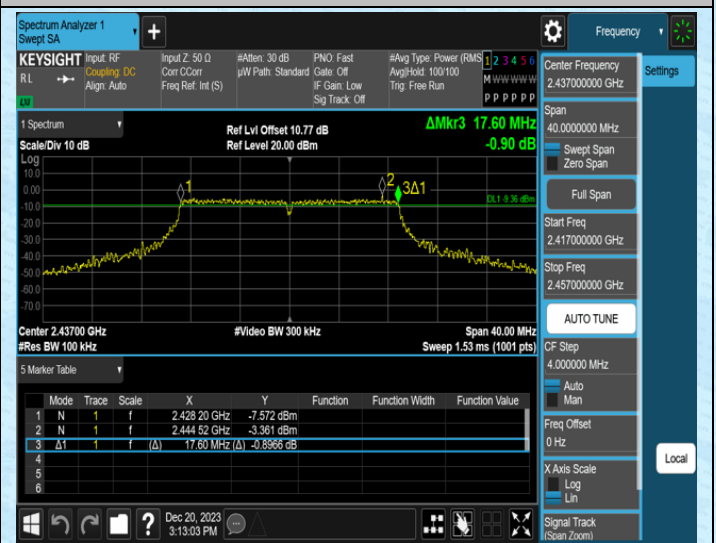 Spectrum Analyzer 1
Swept SA
Frequency
KEYSIGHT
RL
LXI
Input: RF
Coupling: DC
Align: Auto
Input Z: 50 Ω
Corr CCorr
Freq Ref: Int (S)
#Atten: 30 dB
µW Path: Standard
PNO: Fast
Gate: Off
IF Gain: Low
Sig Track: Off
#Avg Type: Power (RMS
Avg|Hold: 100/100
Trig: Free Run
1 2 3 4 5 6
M W W W W W
P P P P P P
1 Spectrum
Scale/Div 10 dB
Ref Lvl Offset 10.77 dB
Ref Level 20.00 dBm
ΔMkr3 17.60 MHz
-0.90 dB
Log
10.0
0.00
-10.0
-20.0
-30.0
-40.0
-50.0
-60.0
-70.0
1
2
3Δ1
DL1 -9.36 dBm
Center 2.43700 GHz
#Res BW 100 kHz
#Video BW 300 kHz
Span 40.00 MHz
Sweep 1.53 ms (1001 pts)
5 Marker Table
Mode Trace Scale X Y Function Function Width Function Value
1 N 1 f 2.428 20 GHz -7.572 dBm
2 N 1 f 2.444 52 GHz -3.361 dBm
3 Δ1 1 f (Δ) 17.60 MHz (Δ) -0.8966 dB
4
5
6
Dec 20, 2023
3:13:03 PM
Center Frequency
2.437000000 GHz
Span
40.0000000 MHz
Swept Span
Zero Span
Full Span
Start Freq
2.417000000 GHz
Stop Freq
2.457000000 GHz
AUTO TUNE
CF Step
4.000000 MHz
Auto
Man
Freq Offset
0 Hz
X Axis Scale
Log
Lin
Signal Track
(Span Zoom)
Settings
Local